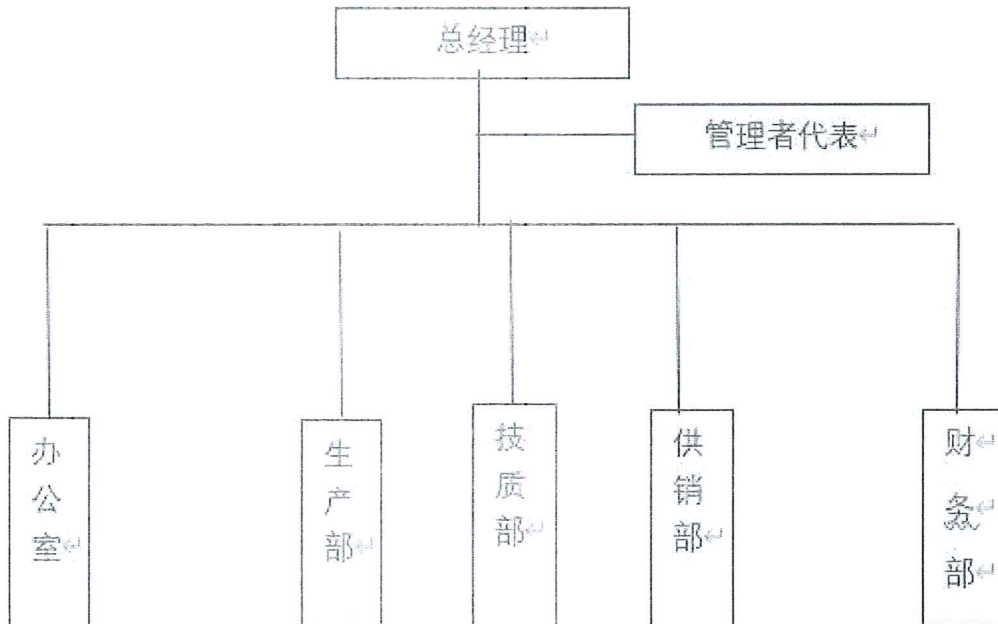 总经理
管理者代表
办公室
生产部
技质部
供销部
财务部